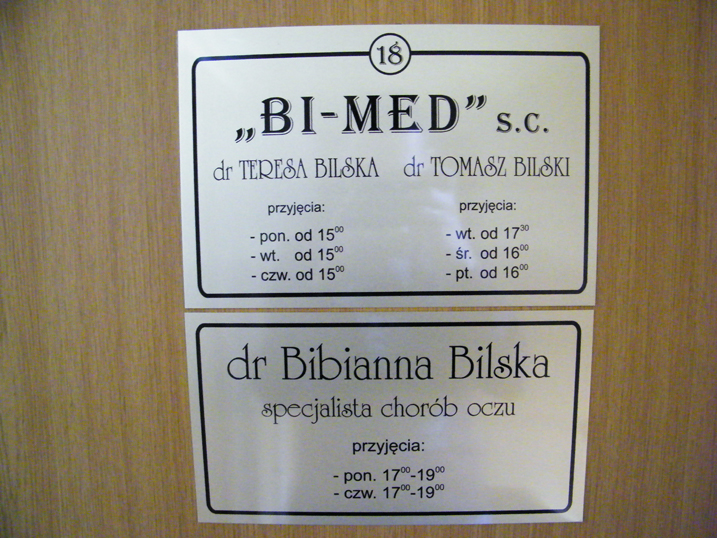 18
„BI-MED” s.c.
dr TERESA BILSKA
przyjęcia:
- pon. od 15⁰⁰
- wt. od 15⁰⁰
- czw. od 15⁰⁰
dr TOMASZ BILSKI
przyjęcia:
- wt. od 17³⁰
- śr. od 16⁰⁰
- pt. od 16⁰⁰
dr Bibianna Bilska
specjalista chorób oczu
przyjęcia:
- pon. 17⁰⁰-19⁰⁰
- czw. 17⁰⁰-19⁰⁰